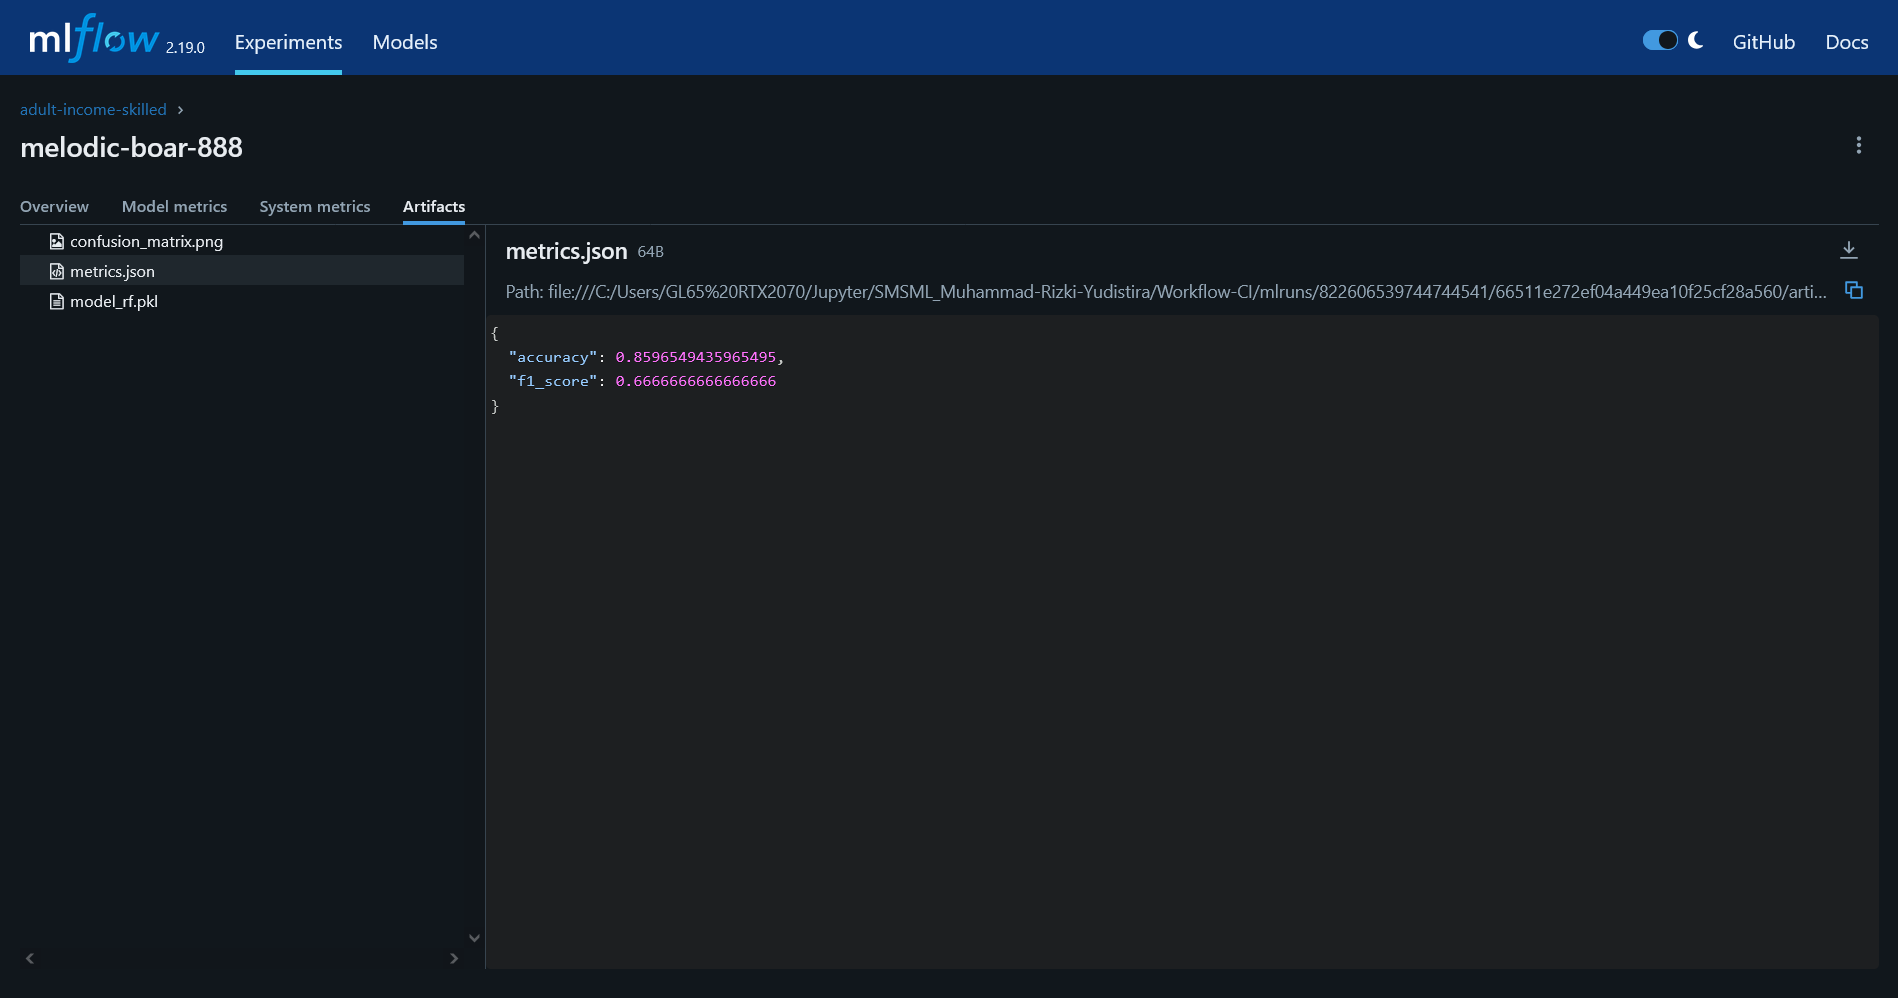 mlflow 2.19.0 Experiments Models GitHub Docs
adult-income-skilled
melodic-boar-888
Overview Model metrics System metrics Artifacts
confusion_matrix.png
metrics.json
model_rf.pkl
metrics.json 64B
Path: file:///C:/Users/GL65%20RTX2070/Jupyter/SMSML_Muhammad-Rizki-Yudistira/Workflow-CI/mlruns/822606539744744541/66511e272ef04a449ea10f25cf28a560/arti...
{
"accuracy": 0.8596549435965495,
"f1_score": 0.6666666666666666
}